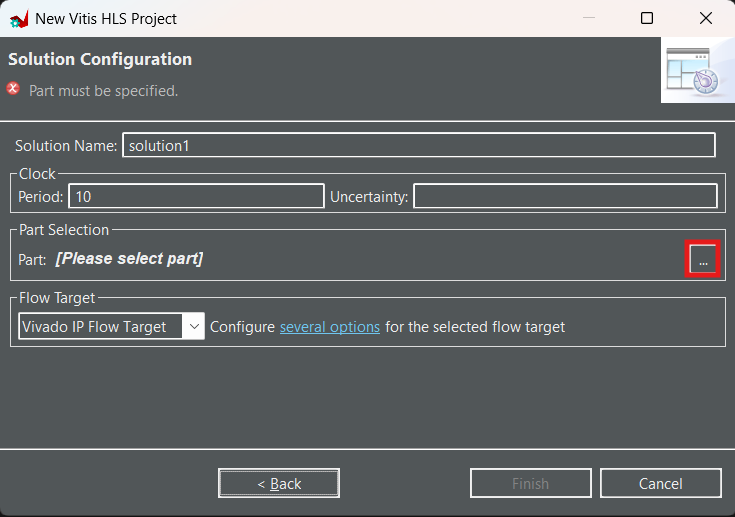 New Vitis HLS Project
Solution Configuration
Part must be specified.
Solution Name: solution1
Clock
Period: 10 Uncertainty:
Part Selection
Part: [Please select part] ...
Flow Target
Vivado IP Flow Target Configure several options for the selected flow target
< Back Finish Cancel